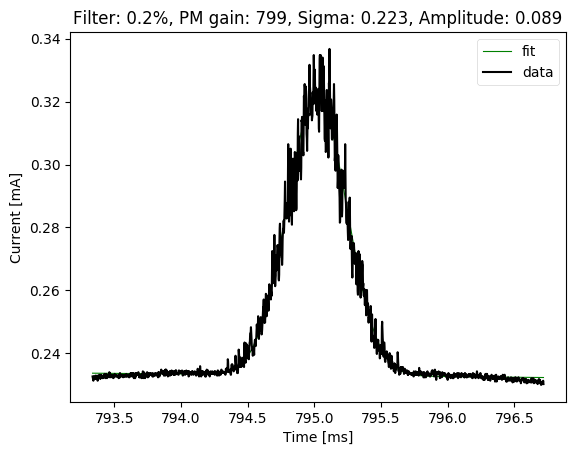 Filter: 0.2%, PM gain: 799, Sigma: 0.223, Amplitude: 0.089
fit
data
0.34
0.32
0.30
0.28
0.26
0.24
Current [mA]
793.5 794.0 794.5 795.0 795.5 796.0 796.5
Time [ms]